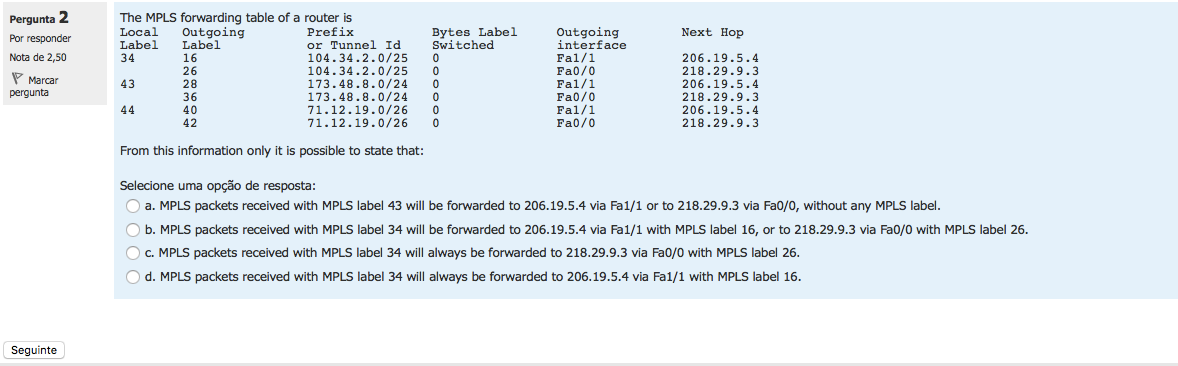 Pergunta 2
Por responder
Nota de 2,50
Marcar
pergunta
The MPLS forwarding table of a router is
Local Outgoing Prefix Bytes Label Outgoing Next Hop
Label Label or Tunnel Id Switched interface
34 16 104.34.2.0/25 0 Fa1/1 206.19.5.4
26 104.34.2.0/25 0 Fa0/0 218.29.9.3
43 28 173.48.8.0/24 0 Fa1/1 206.19.5.4
36 173.48.8.0/24 0 Fa0/0 218.29.9.3
44 40 71.12.19.0/26 0 Fa1/1 206.19.5.4
42 71.12.19.0/26 0 Fa0/0 218.29.9.3
From this information only it is possible to state that:
Selecione uma opção de resposta:
a. MPLS packets received with MPLS label 43 will be forwarded to 206.19.5.4 via Fa1/1 or to 218.29.9.3 via Fa0/0, without any MPLS label.
b. MPLS packets received with MPLS label 34 will be forwarded to 206.19.5.4 via Fa1/1 with MPLS label 16, or to 218.29.9.3 via Fa0/0 with MPLS label 26.
c. MPLS packets received with MPLS label 34 will always be forwarded to 218.29.9.3 via Fa0/0 with MPLS label 26.
d. MPLS packets received with MPLS label 34 will always be forwarded to 206.19.5.4 via Fa1/1 with MPLS label 16.
Seguinte